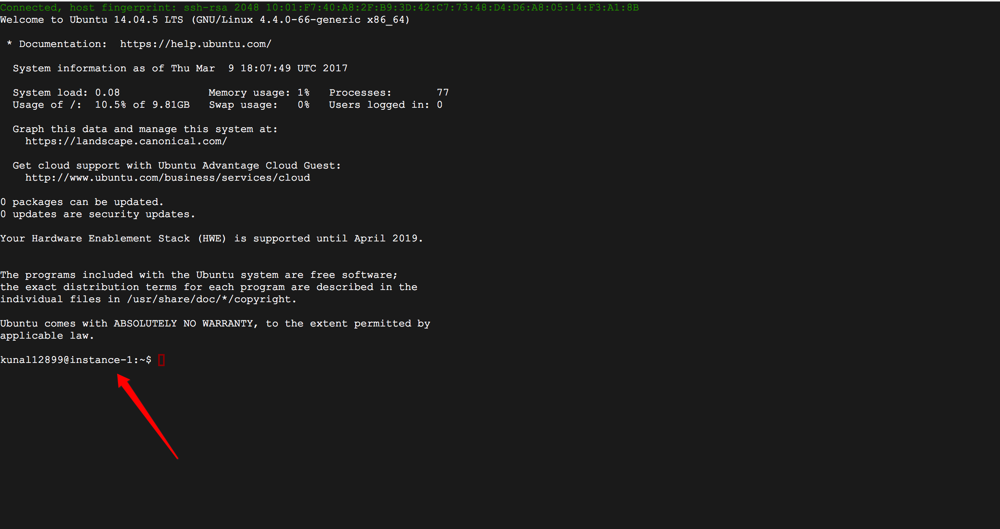 Connected, host fingerprint: ssh-rsa 2048 10:01:F7:40:A8:2F:B9:3D:42:C7:73:48:D4:D6:A8:05:14:F3:A1:8B
Welcome to Ubuntu 14.04.5 LTS (GNU/Linux 4.4.0-66-generic x86_64)
* Documentation:  https://help.ubuntu.com/
System information as of Thu Mar  9 18:07:49 UTC 2017
System load: 0.08              Memory usage: 1%   Processes:       77
Usage of /:  10.5% of 9.81GB   Swap usage:   0%   Users logged in: 0
Graph this data and manage this system at:
https://landscape.canonical.com/
Get cloud support with Ubuntu Advantage Cloud Guest:
http://www.ubuntu.com/business/services/cloud
0 packages can be updated.
0 updates are security updates.
Your Hardware Enablement Stack (HWE) is supported until April 2019.
The programs included with the Ubuntu system are free software;
the exact distribution terms for each program are described in the
individual files in /usr/share/doc/*/copyright.
Ubuntu comes with ABSOLUTELY NO WARRANTY, to the extent permitted by
applicable law.
kunal12899@instance-1:~$